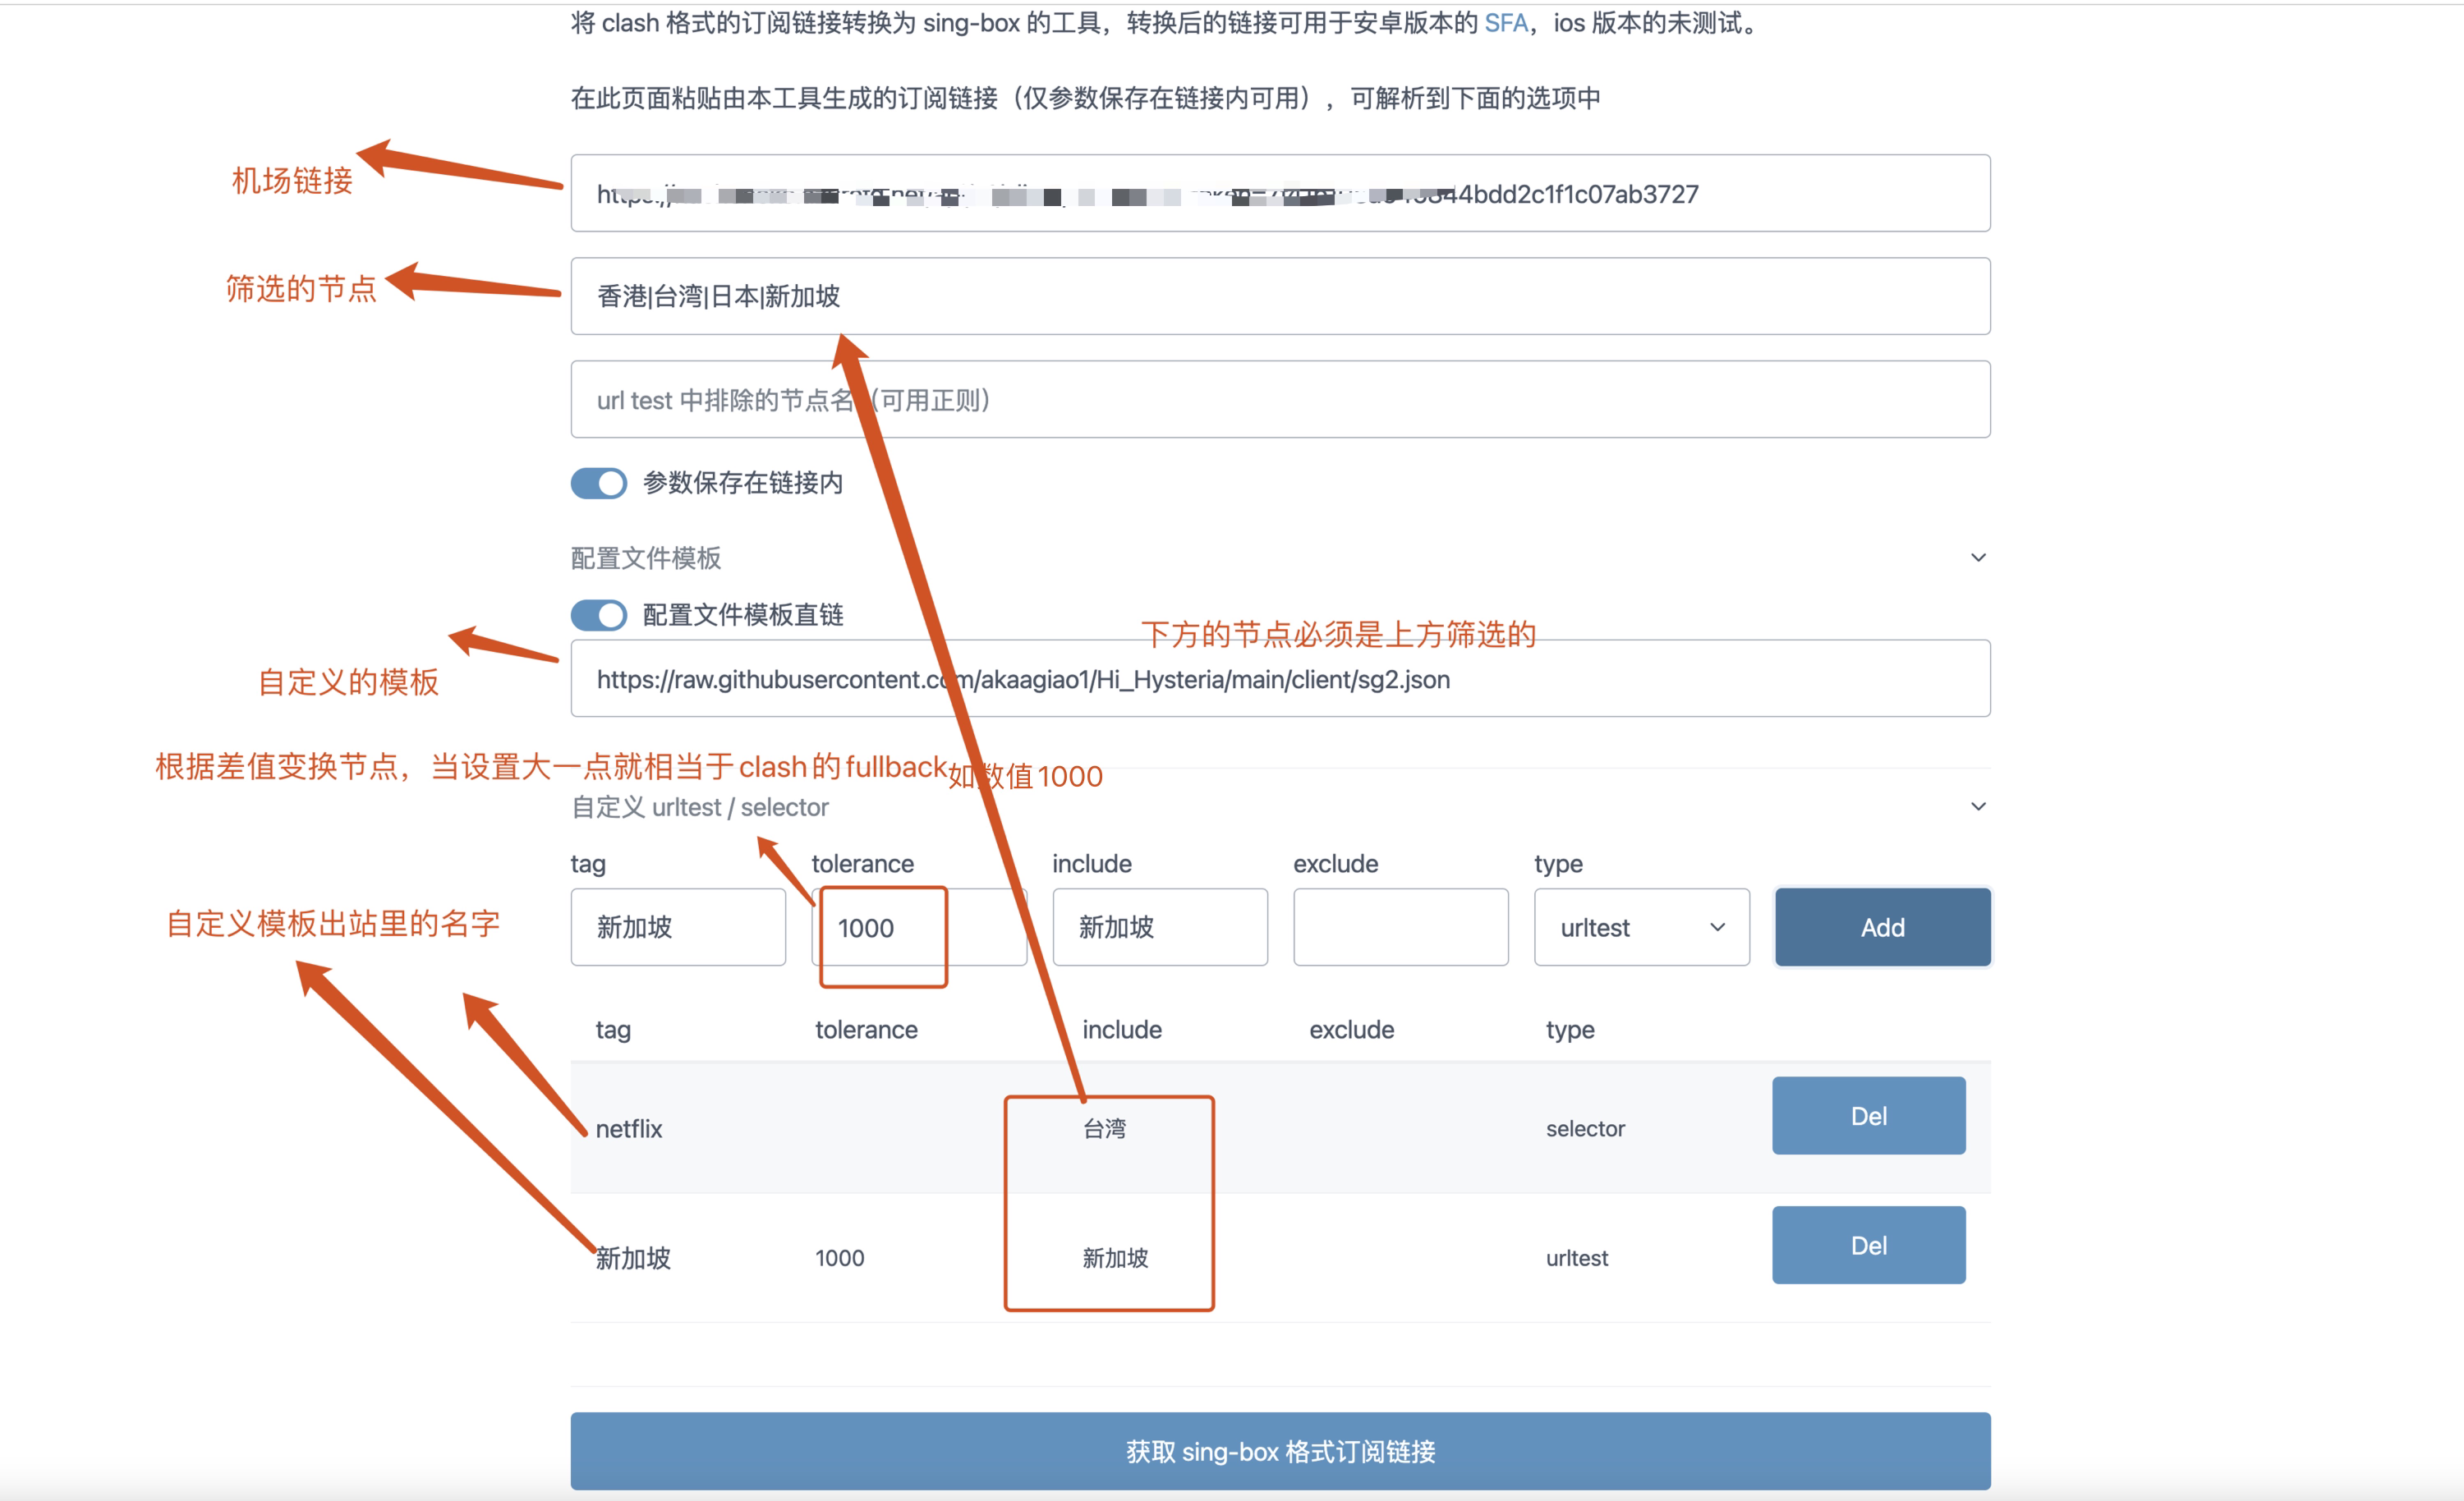 将 clash 格式的订阅链接转换为 sing-box 的工具，转换后的链接可用于安卓版本的 SFA，ios 版本的未测试。
在此页面粘贴由本工具生成的订阅链接（仅参数保存在链接内可用），可解析到下面的选项中
机场链接
44bdd2c1f1c07ab3727
筛选的节点
香港|台湾|日本|新加坡
url test 中排除的节点名（可用正则）
参数保存在链接内
配置文件模板
配置文件模板直链
下方的节点必须是上方筛选的
自定义的模板
https://raw.githubusercontent.com/akaagiao1/Hi_Hysteria/main/client/sg2.json
根据差值变换节点，当设置大一点就相当于 clash 的 fullback 如数值1000
自定义 urltest / selector
tag tolerance include exclude type
自定义模板出站里的名字
新加坡 1000 新加坡 urltest Add
tag tolerance include exclude type
netflix 台湾 selector Del
新加坡 1000 新加坡 urltest Del
获取 sing-box 格式订阅链接